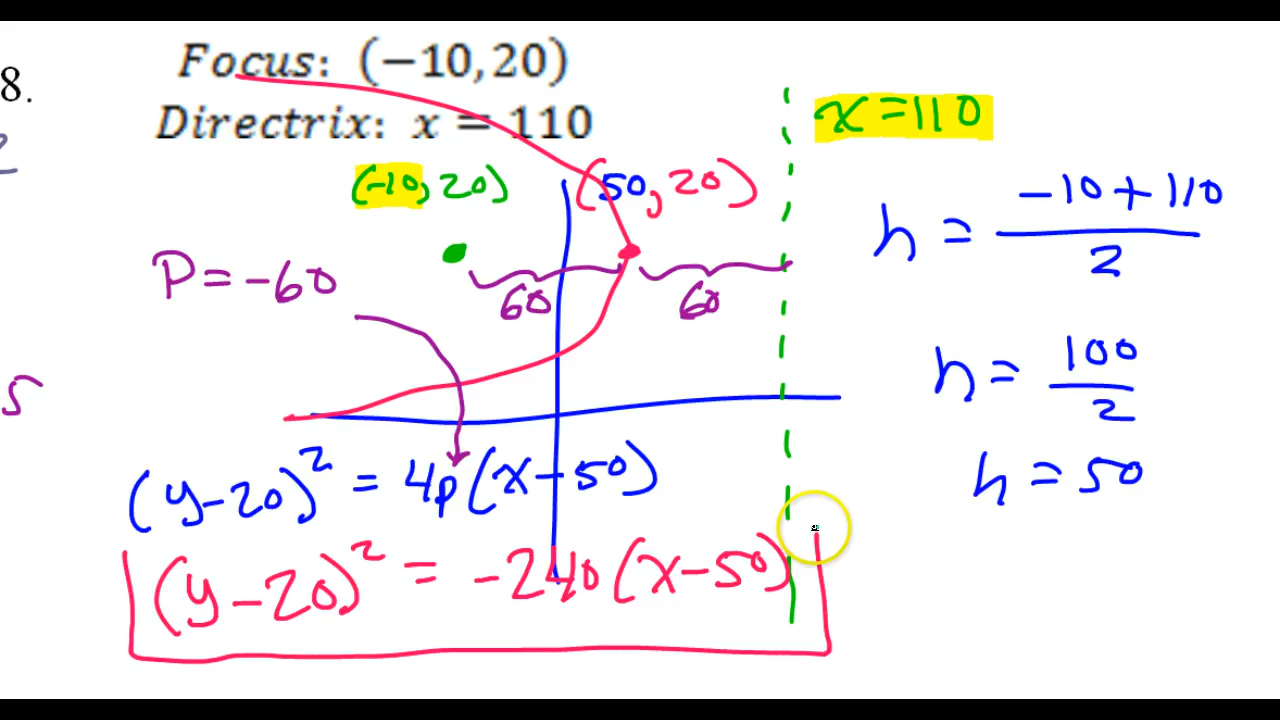 8.
Focus: (−10, 20)
Directrix: x = 110
x = 110
(-10, 20)
(50, 20)
h = (-10 + 110)/2
P = -60
60
60
h = 100/2
5
(y-20)² = 4p(x-50)
h = 50
(y-20)² = -240(x-50)